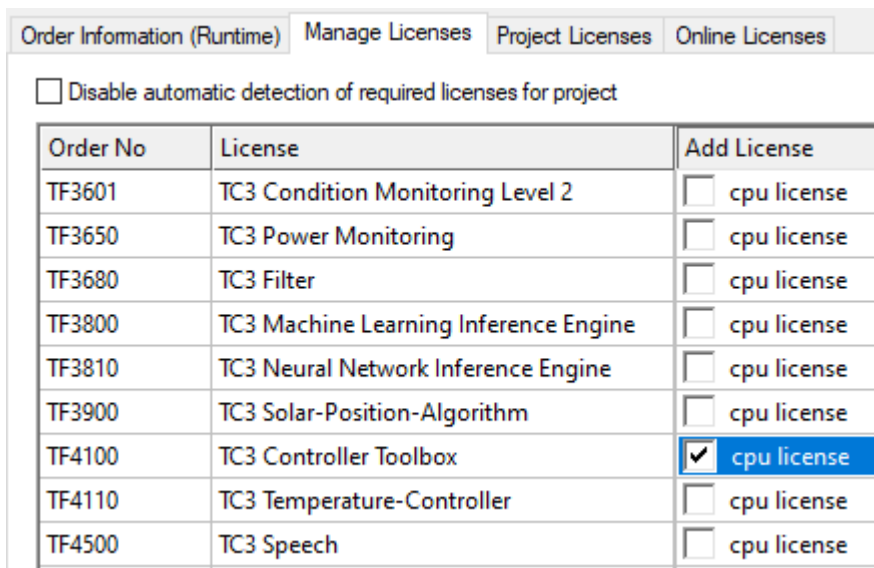 Order Information (Runtime) Manage Licenses Project Licenses Online Licenses
Disable automatic detection of required licenses for project
Order No License Add License
TF3601 TC3 Condition Monitoring Level 2 cpu license
TF3650 TC3 Power Monitoring cpu license
TF3680 TC3 Filter cpu license
TF3800 TC3 Machine Learning Inference Engine cpu license
TF3810 TC3 Neural Network Inference Engine cpu license
TF3900 TC3 Solar-Position-Algorithm cpu license
TF4100 TC3 Controller Toolbox cpu license
TF4110 TC3 Temperature-Controller cpu license
TF4500 TC3 Speech cpu license